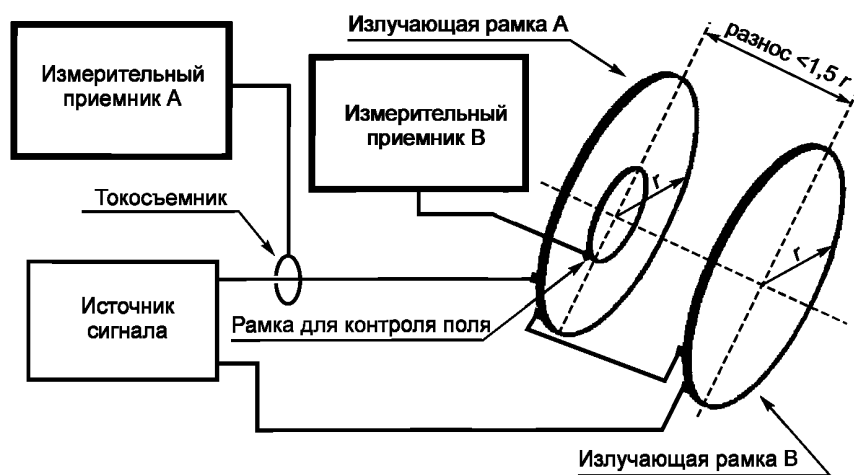 Излучающая рамка А
разнос <1,5 r
Измерительный
приемник А
Измерительный
приемник В
r
Токосъемник
r
Источник
сигнала
Рамка для контроля поля
Излучающая рамка В